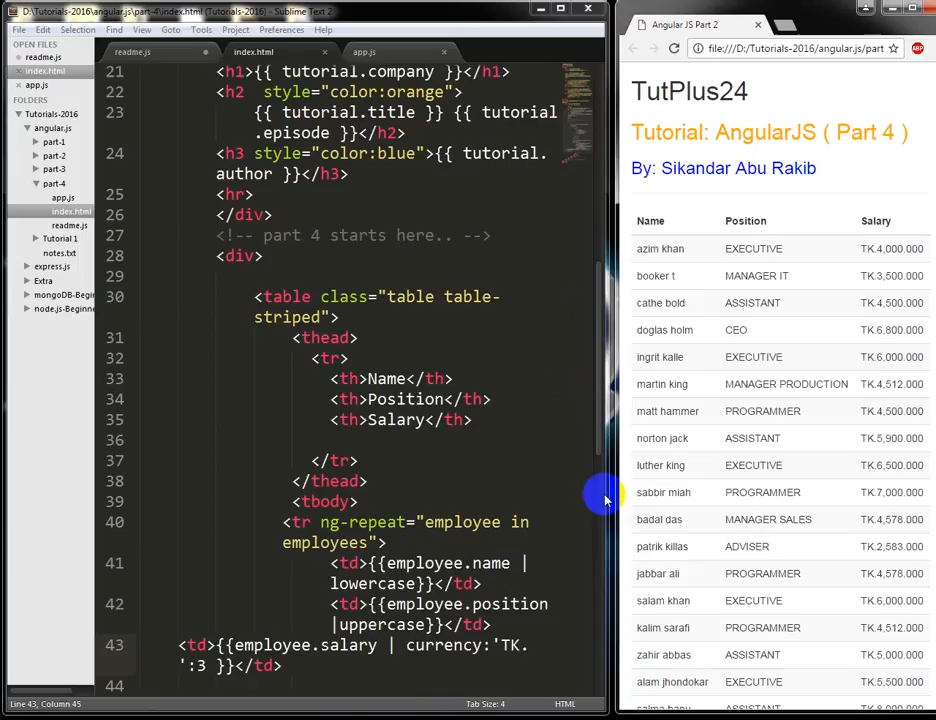 D:\Tutorials-2016\angular.js\part-4\index.html (Tutorials-2016) - Sublime Text 2
File Edit Selection Find View Goto Tools Project Preferences Help
OPEN FILES
readme.js
index.html
app.js
FOLDERS
Tutorials-2016
angular.js
part-1
part-2
part-3
part-4
app.js
index.html
readme.js
Tutorial 1
notes.txt
express.js
Extra
mongoDB-Begin
node.js-Beginne
readme.js index.html app.js
21 <h1>{{ tutorial.company }}</h1>
22 <h2  style="color:orange">
23 {{ tutorial.title }} {{ tutorial
.episode }}</h2>
24 <h3 style="color:blue">{{ tutorial.
author }}</h3>
25 <hr>
26 </div>
27 <!-- part 4 starts here.. -->
28 <div>
29
30 <table class="table table-
striped">
31 <thead>
32 <tr>
33 <th>Name</th>
34 <th>Position</th>
35 <th>Salary</th>
36
37 </tr>
38 </thead>
39 <tbody>
40 <tr ng-repeat="employee in
employees">
41 <td>{{employee.name |
lowercase}}</td>
42 <td>{{employee.position
|uppercase}}</td>
43 <td>{{employee.salary | currency:'TK.
':3 }}</td>
44
Line 43, Column 45 Tab Size: 4 HTML
Angular JS Part 2
file:///D:/Tutorials-2016/angular.js/part
ABP
TutPlus24
Tutorial: AngularJS ( Part 4 )
By: Sikandar Abu Rakib
Name Position Salary
azim khan EXECUTIVE TK.4,000.000
booker t MANAGER IT TK.3,500.000
cathe bold ASSISTANT TK.4,500.000
doglas holm CEO TK.6,800.000
ingrit kalle EXECUTIVE TK.6,000.000
martin king MANAGER PRODUCTION TK.4,512.000
matt hammer PROGRAMMER TK.4,500.000
norton jack ASSISTANT TK.5,900.000
luther king EXECUTIVE TK.6,500.000
sabbir miah PROGRAMMER TK.7,000.000
badal das MANAGER SALES TK.4,578.000
patrik killas ADVISER TK.2,583.000
jabbar ali PROGRAMMER TK.4,578.000
salam khan EXECUTIVE TK.6,000.000
kalim sarafi PROGRAMMER TK.4,512.000
zahir abbas ASSISTANT TK.5,000.000
alam jhondokar EXECUTIVE TK.5,500.000
salma banu ASSISTANT TK.8,000.000